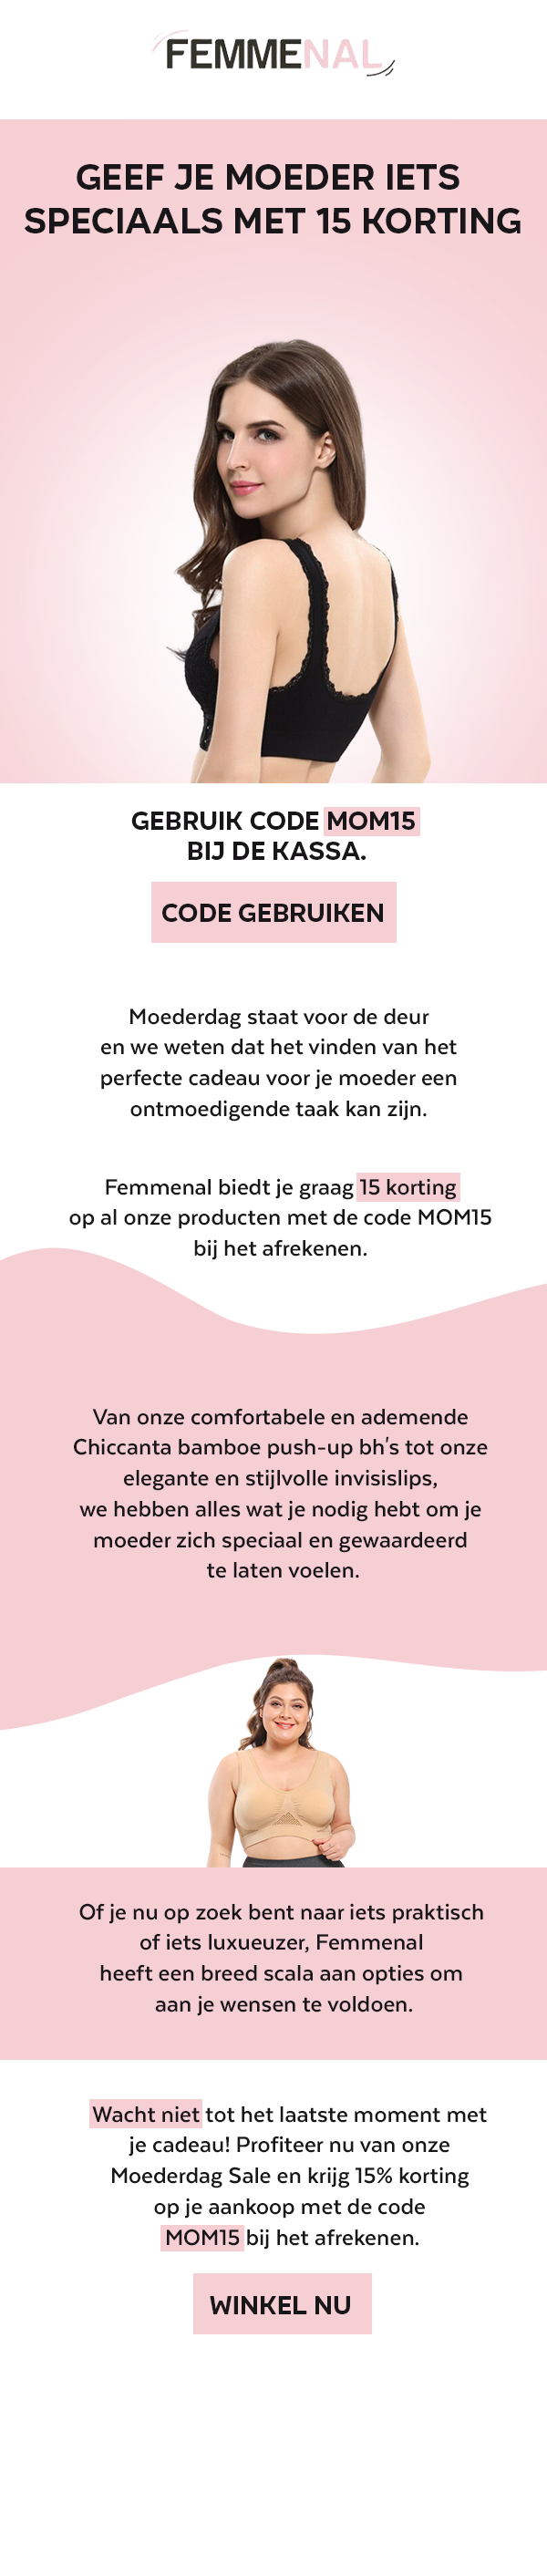 FEMMENAL
GEEF JE MOEDER IETS
SPECIAALS MET 15 KORTING
GEBRUIK CODE MOM15
BIJ DE KASSA.
CODE GEBRUIKEN
Moederdag staat voor de deur
en we weten dat het vinden van het
perfecte cadeau voor je moeder een
ontmoedigende taak kan zijn.
Femmenal biedt je graag 15 korting
op al onze producten met de code MOM15
bij het afrekenen.
Van onze comfortabele en ademende
Chiccanta bamboe push-up bh's tot onze
elegante en stijlvolle invisislips,
we hebben alles wat je nodig hebt om je
moeder zich speciaal en gewaardeerd
te laten voelen.
Of je nu op zoek bent naar iets praktisch
of iets luxueuzer, Femmenal
heeft een breed scala aan opties om
aan je wensen te voldoen.
Wacht niet tot het laatste moment met
je cadeau! Profiteer nu van onze
Moederdag Sale en krijg 15% korting
op je aankoop met de code
MOM15 bij het afrekenen.
WINKEL NU